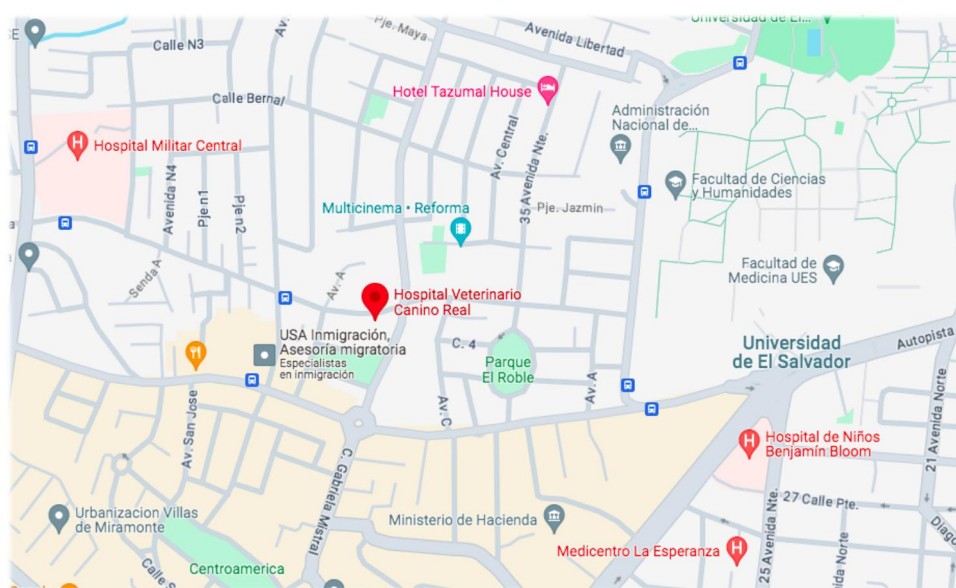 Universidad de El...
Pje. Maya
Avenida Libertad
Av.
Calle N3
Hotel Tazumal House
Calle Bernal
Administración
Nacional de...
Hospital Militar Central
Av. Central
35 Avenida Nte.
Avenida N4
Pje n1
Pje n2
Facultad de Ciencias
y Humanidades
Multicinema • Reforma
Pje. Jazmin
Senda A
Av. A
Facultad de
Medicina UES
Hospital Veterinario
Canino Real
USA Inmigración,
Asesoría migratoria
Especialistas
en inmigración
C. 4
Parque
El Roble
Universidad
de El Salvador
Autopista
Av. San Jose
Av. C
Av. A
21 Avenida Norte
Hospital de Niños
Benjamín Bloom
C. Gabriela Mistral
27 Calle Pte.
Urbanizacion Villas
de Miramonte
Ministerio de Hacienda
25 Avenida Nte.
Medicentro La Esperanza
Centroamerica